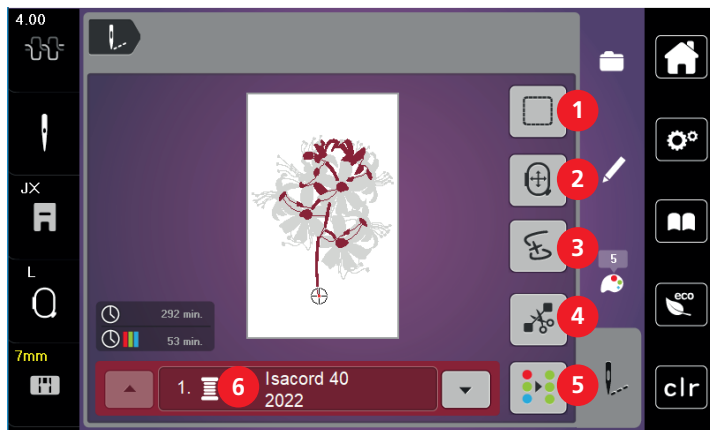 4.00
JX
L
7mm
292 min.
53 min.
1. Isacord 40
2022
1
2
3
4
5
6
5
eco
clr